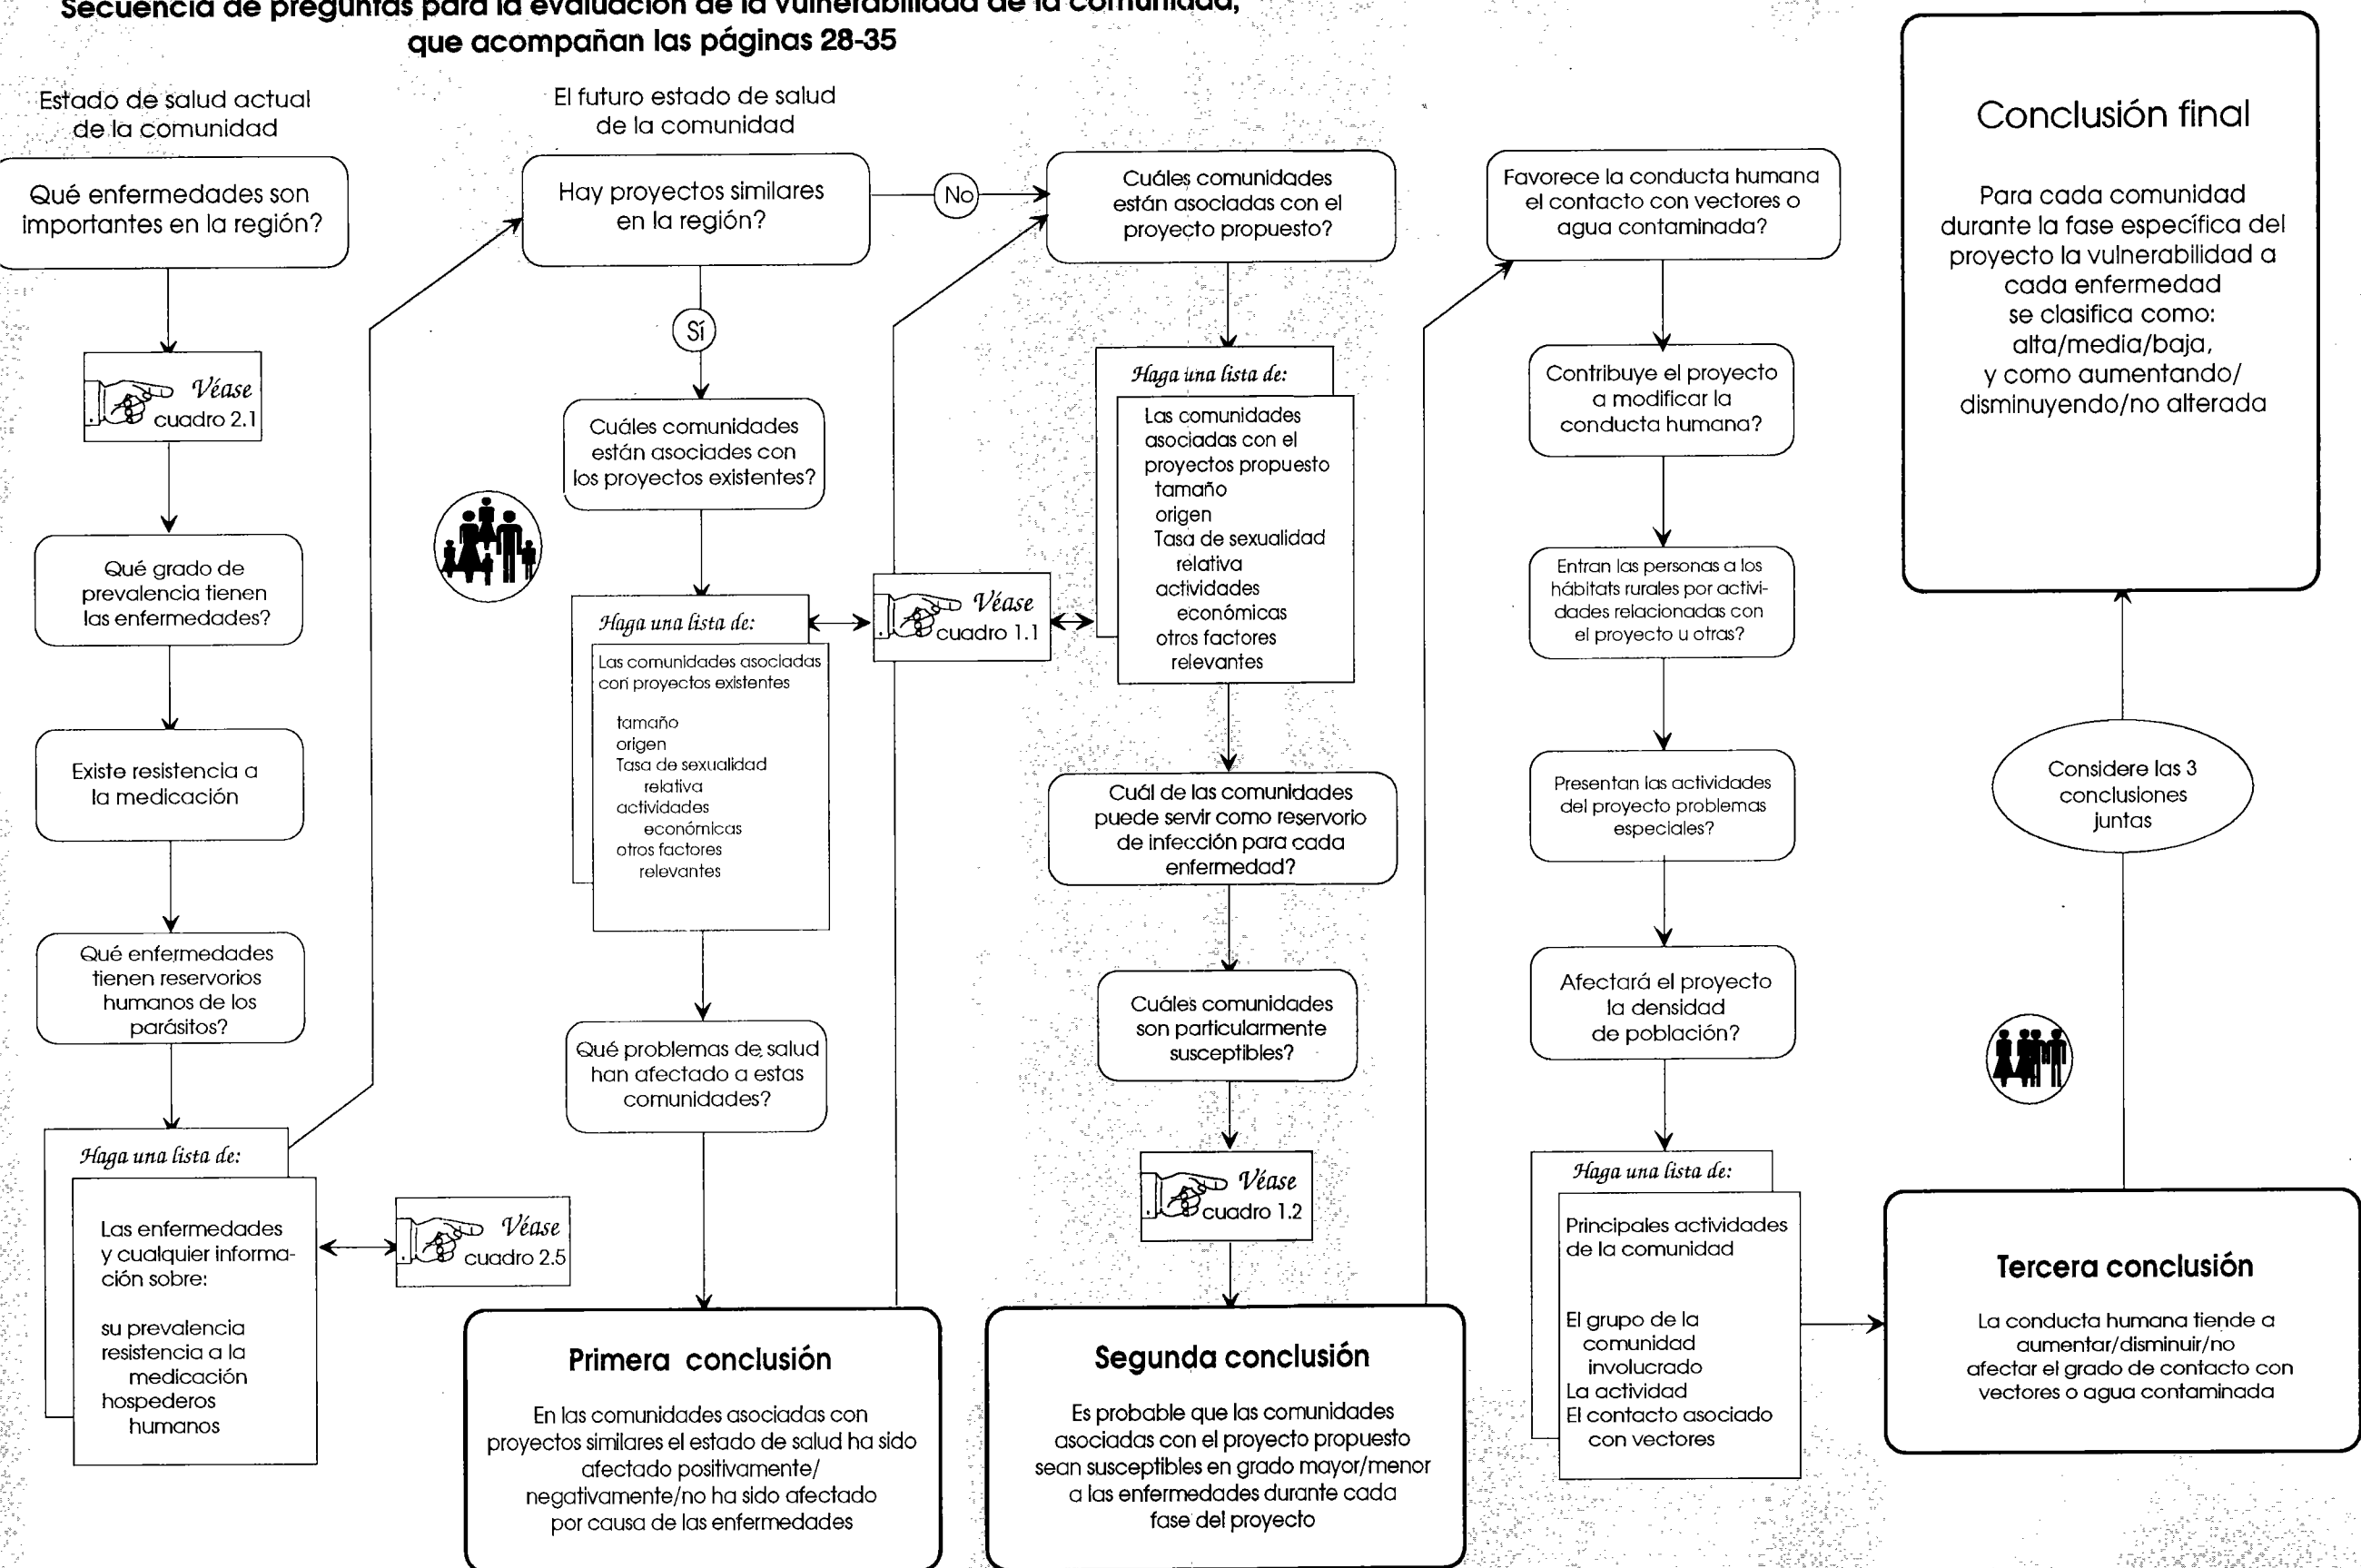 Secuencia de preguntas para la evaluación de la vulnerabilidad de la comunidad,
que acompañan las páginas 28-35
Estado de salud actual
de la comunidad
Qué enfermedades son
importantes en la región?
Véase
cuadro 2.1
Qué grado de
prevalencia tienen
las enfermedades?
Existe resistencia a
la medicación
Qué enfermedades
tienen reservorios
humanos de los
parásitos?
Haga una lista de:
Las enfermedades
y cualquier informa-
ción sobre:
su prevalencia
resistencia a la
medicación
hospederos
humanos
Véase
cuadro 2.5
El futuro estado de salud
de la comunidad
Hay proyectos similares
en la región?
No
Sí
Cuáles comunidades
están asociades con
los proyectos existentes?
Haga una lista de:
Las comunidades asociadas
con proyectos existentes
tamaño
origen
Tasa de sexualidad
relativa
actividades
económicas
otros factores
relevantes
Véase
cuadro 1.1
Qué problemas de salud
han afectado a estas
comunidades?
Primera conclusión
En las comunidades asociadas con
proyectos similares el estado de salud ha sido
afectado positivamente/
negativamente/no ha sido afectado
por causa de las enfermedades
Cuáles comunidades
están asociadas con el
proyecto propuesto?
Haga una lista de:
Las comunidades
asociadas con el
proyectos propuesto
tamaño
origen
Tasa de sexualidad
relativa
actividades
económicas
otros factores
relevantes
Cuál de las comunidades
puede servir como reservorio
de infección para cada
enfermedad?
Cuáles comunidades
son particularmente
susceptibles?
Véase
cuadro 1.2
Segunda conclusión
Es probable que las comunidades
asociadas con el proyecto propuesto
sean susceptibles en grado mayor/menor
a las enfermedades durante cada
fase del proyecto
Favorece la conducta humana
el contacto con vectores o
agua contaminada?
Contribuye el proyecto
a modificar la
conducta humana?
Entran las personas a los
hábitats rurales por activi-
dades relacionadas con
el proyecto u otras?
Presentan las actividades
del proyecto problemas
especiales?
Afectará el proyecto
la densidad
de población?
Haga una lista de:
Principales actividades
de la comunidad
El grupo de la
comunidad
involucrado
La actividad
El contacto asociado
con vectores
Tercera conclusión
La conducta humana tiende a
aumentar/disminuir/no
afectar el grado de contacto con
vectores o agua contaminada
Considere las 3
conclusiones
juntas
Conclusión final
Para cada comunidad
durante la fase específica del
proyecto la vulnerabilidad a
cada enfermedad
se clasifica como:
alta/media/baja,
y como aumentando/
disminuyendo/no alterada